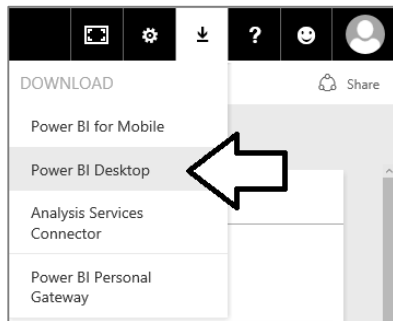 ?
DOWNLOAD
Share
Power BI for Mobile
Power BI Desktop
Analysis Services
Connector
Power BI Personal
Gateway